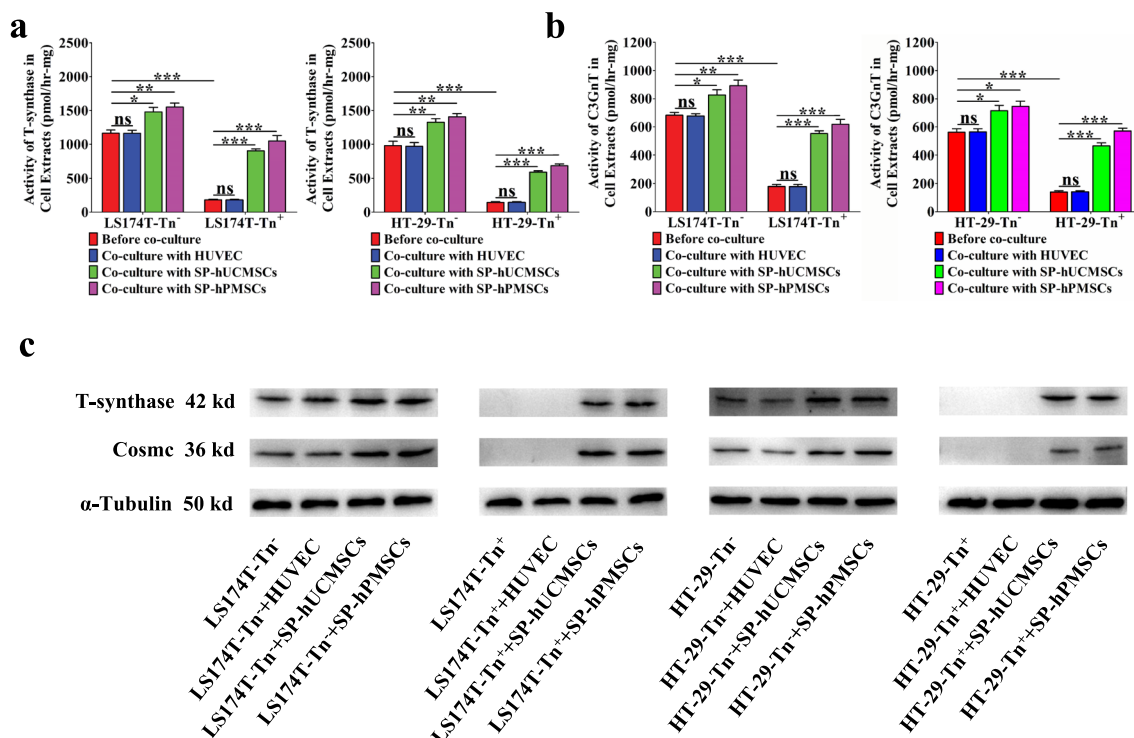 a
Activity of T-synthase in
Cell Extracts (pmol/hr-mg)
2500
2000
1500
1000
500
0
***
**
*
ns
***
***
ns
LS174T-Tn⁻ LS174T-Tn⁺
Before co-culture
Co-culture with HUVEC
Co-culture with SP-hUCMSCs
Co-culture with SP-hPMSCs
Activity of T-synthase in
Cell Extracts (pmol/hr-mg)
2500
2000
1500
1000
500
0
***
**
**
ns
***
***
ns
HT-29-Tn⁻ HT-29-Tn⁺
Before co-culture
Co-culture with HUVEC
Co-culture with SP-hUCMSCs
Co-culture with SP-hPMSCs
b
Activity of C3GnT in
Cell Extracts (pmol/hr-mg)
1200
1000
800
600
400
200
0
***
**
*
ns
***
***
ns
LS174T-Tn⁻ LS174T-Tn⁺
Before co-culture
Co-culture with HUVEC
Co-culture with SP-hUCMSCs
Co-culture with SP-hPMSCs
Activity of C3GnT in
Cell Extracts (pmol/hr-mg)
1200
1000
800
600
400
200
0
***
*
*
ns
***
***
ns
HT-29-Tn⁻ HT-29-Tn⁺
Before co-culture
Co-culture with HUVEC
Co-culture with SP-hUCMSCs
Co-culture with SP-hPMSCs
c
T-synthase 42 kd
Cosmc 36 kd
α-Tubulin 50 kd
LS174T-Tn⁻
LS174T-Tn⁻+HUVEC
LS174T-Tn⁻+SP-hUCMSCs
LS174T-Tn⁻+SP-hPMSCs
LS174T-Tn⁺
LS174T-Tn⁺+HUVEC
LS174T-Tn⁺+SP-hUCMSCs
LS174T-Tn⁺+SP-hPMSCs
HT-29-Tn⁻
HT-29-Tn⁻+HUVEC
HT-29-Tn⁻+SP-hUCMSCs
HT-29-Tn⁻+SP-hPMSCs
HT-29-Tn⁺
HT-29-Tn⁺+HUVEC
HT-29-Tn⁺+SP-hUCMSCs
HT-29-Tn⁺+SP-hPMSCs